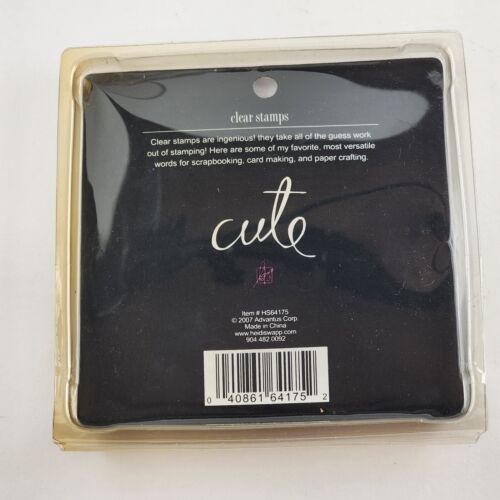 clear stamps
Clear stamps are ingenious! they take all of the guess work
out of stamping! Here are some of my favorite, most versatile
words for scrapbooking, card making, and paper crafting.
cute
Item # HS64175
© 2007 Advantus Corp.
Made in China
www.heidiswapp.com
904.482.0092
0 40861 64175 2